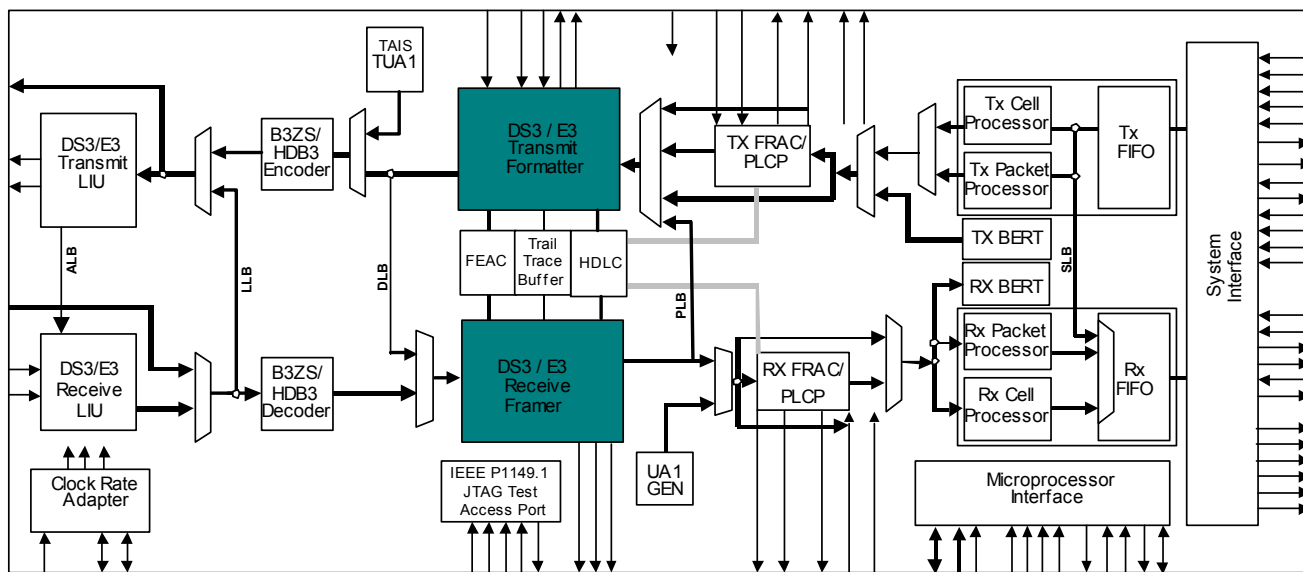 TAIS
TUA1
DS3/E3
Transmit
LIU
B3ZS/
HDB3
Encoder
DS3 / E3
Transmit
Formatter
TX FRAC/
PLCP
Tx Cell
Processor
Tx Packet
Processor
Tx
FIFO
TX BERT
RX BERT
System
Interface
ALB
LLB
DLB
PLB
SLB
FEAC
Trail
Trace
Buffer
HDLC
DS3/E3
Receive
LIU
B3ZS/
HDB3
Decoder
DS3 / E3
Receive
Framer
RX FRAC/
PLCP
Rx Packet
Processor
Rx Cell
Processor
Rx
FIFO
Clock Rate
Adapter
IEEE P1149.1
JTAG Test
Access Port
UA1
GEN
Microprocessor
Interface